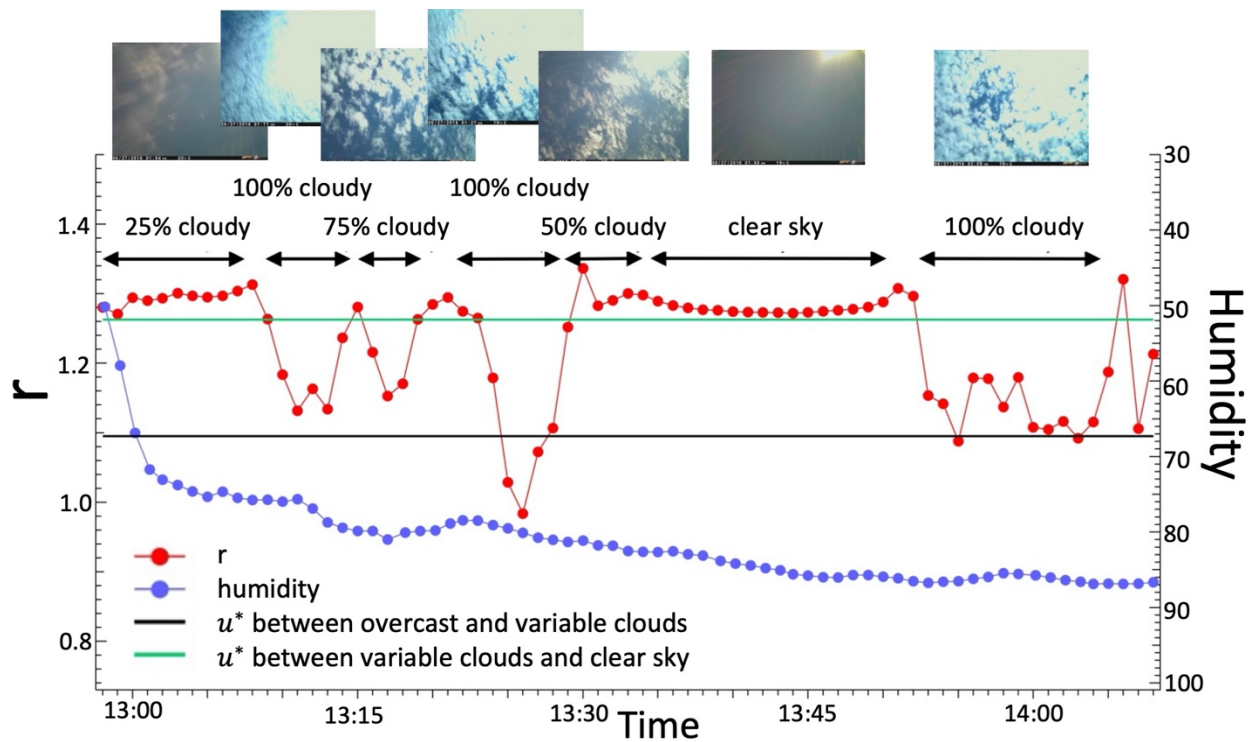 100% cloudy
100% cloudy
25% cloudy
75% cloudy
50% cloudy
clear sky
100% cloudy
1.4
1.2
1.0
0.8
r
30
40
50
60
70
80
90
100
Humidity
r
humidity
u* between overcast and variable clouds
u* between variable clouds and clear sky
13:00
13:15
13:30
13:45
14:00
Time